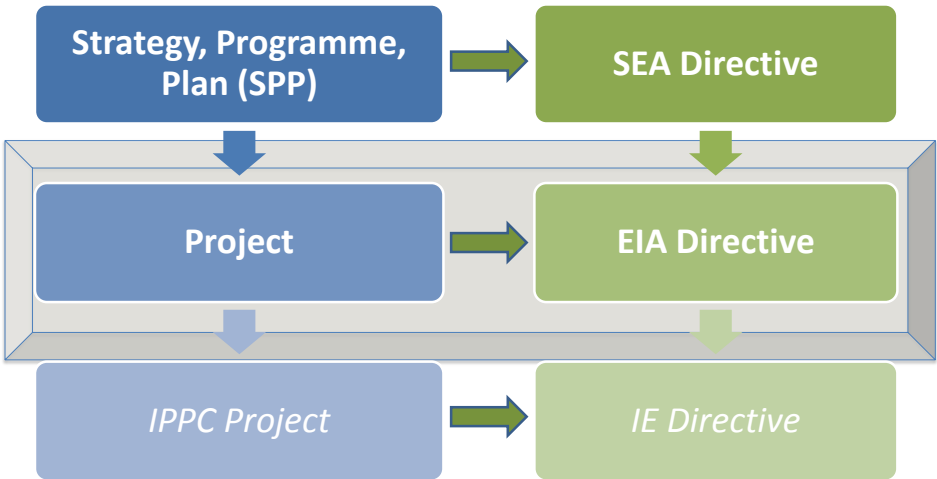 Strategy, Programme,
Plan (SPP)
SEA Directive
Project
EIA Directive
IPPC Project
IE Directive